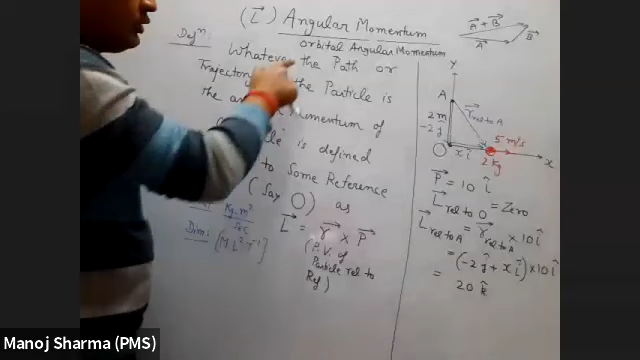 (L⃗) Angular Momentum
orbital Angular Momentum
Defⁿ: Whatever the Path or
Trajectory the Particle is
the momentum of
is defined
to Some Reference
(Say O) as
L⃗ = r⃗ × P⃗
Kg.m²/sec
Dim: [M L² T⁻¹]
(P.V. of
Particle rel to
Ref)
A⃗ + B⃗
A⃗
B⃗
Y
A
r⃗ rel to A
2m
-2ĵ
5 m/s
O
x î
2 Kg
x
P⃗ = 10 î
L⃗ rel to O = Zero
L⃗ rel to A = r⃗ rel to A × 10 î
= (-2 ĵ + x î) × 10 î
= 20 k̂
Manoj Sharma (PMS)